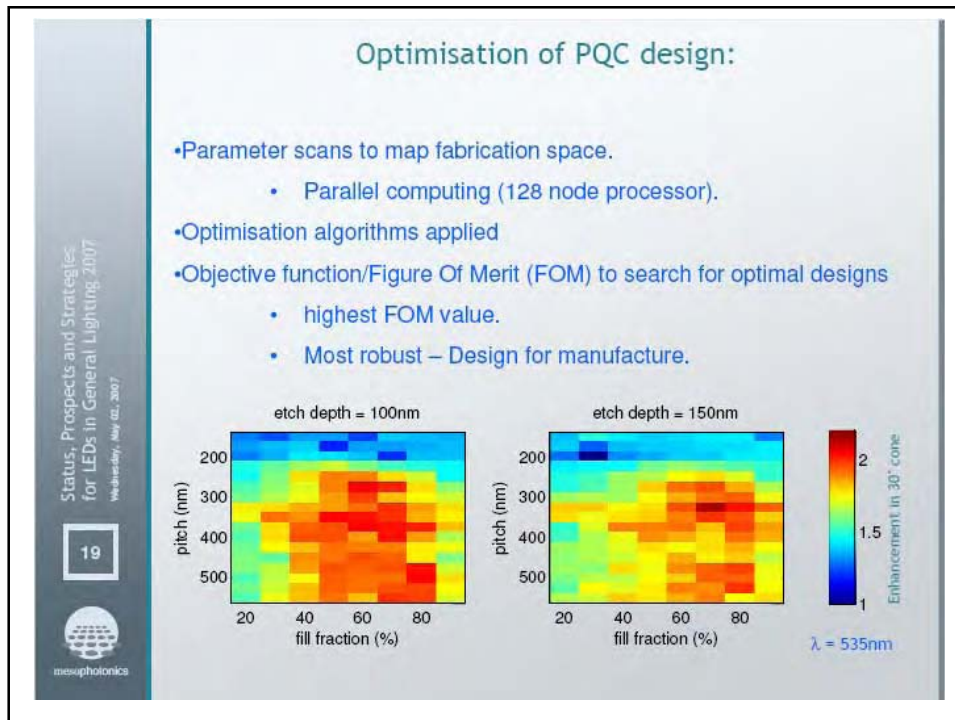 Optimisation of PQC design:
•Parameter scans to map fabrication space.
• Parallel computing (128 node processor).
•Optimisation algorithms applied
•Objective function/Figure Of Merit (FOM) to search for optimal designs
• highest FOM value.
• Most robust – Design for manufacture.
Status, Prospects and Strategies
for LEDs in General Lighting 2007
Wednesday, May 02, 2007
19
mesophotonics
etch depth = 100nm
pitch (nm)
200
300
400
500
20 40 60 80
fill fraction (%)
etch depth = 150nm
pitch (nm)
200
300
400
500
20 40 60 80
fill fraction (%)
2
1.5
1
Enhancement in 30° cone
λ = 535nm